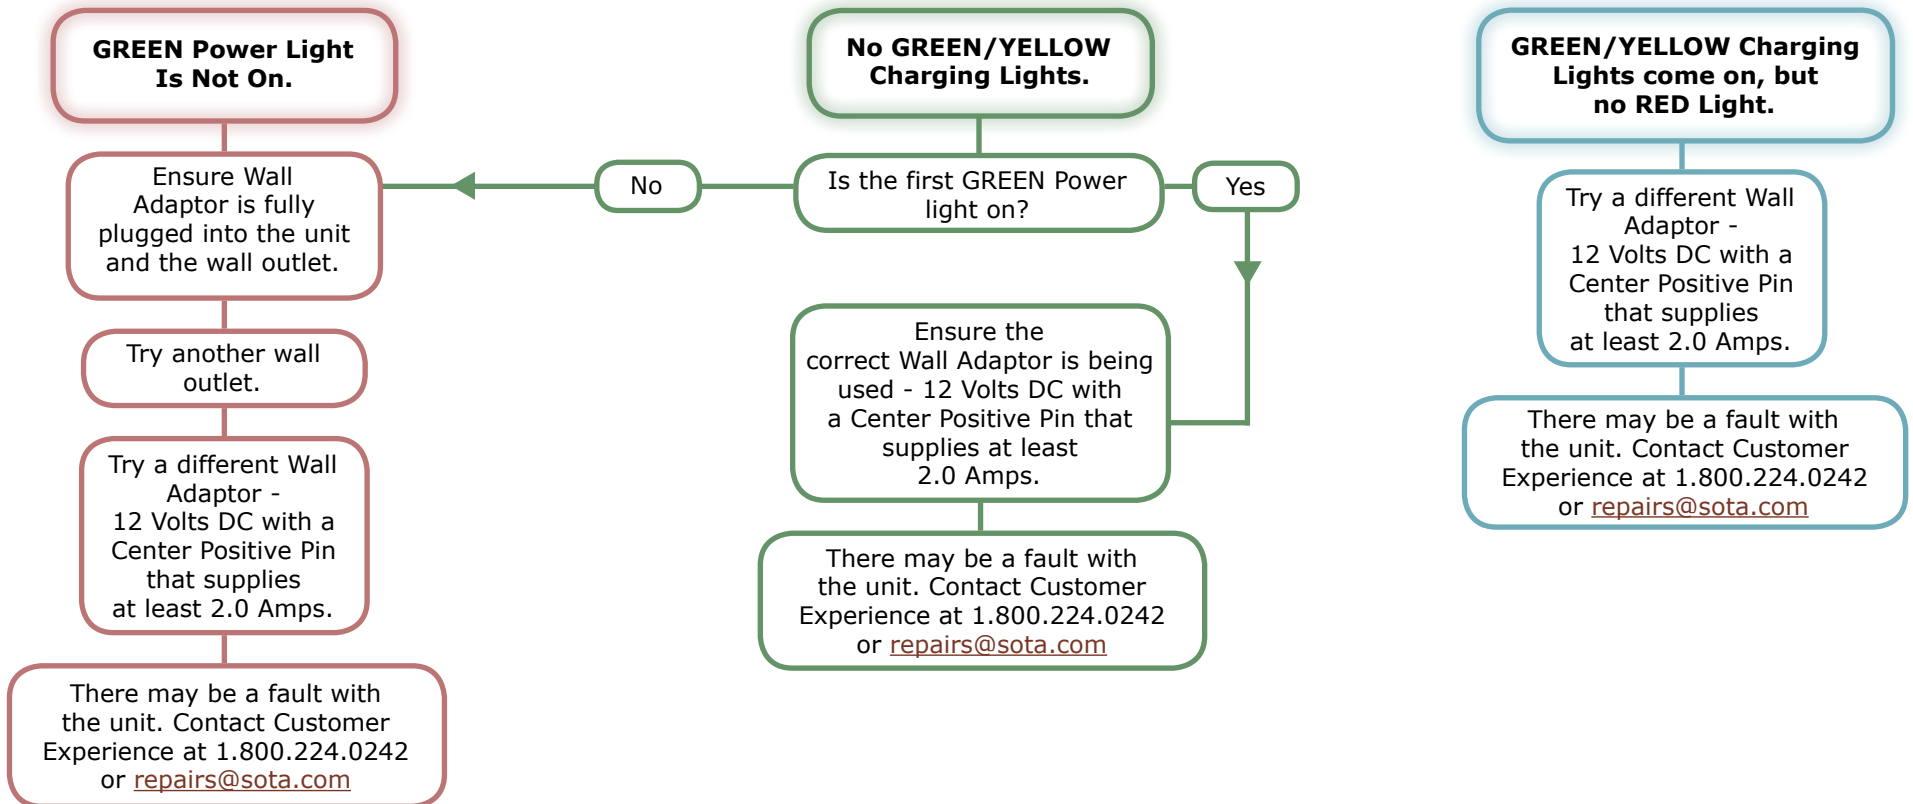 GREEN Power Light
Is Not On.
Ensure Wall
Adaptor is fully
plugged into the unit
and the wall outlet.
Try another wall
outlet.
Try a different Wall
Adaptor -
12 Volts DC with a
Center Positive Pin
that supplies
at least 2.0 Amps.
There may be a fault with
the unit. Contact Customer
Experience at 1.800.224.0242
or repairs@sota.com
No GREEN/YELLOW
Charging Lights.
Is the first GREEN Power
light on?
No
Yes
Ensure the
correct Wall Adaptor is being
used - 12 Volts DC with
a Center Positive Pin that
supplies at least
2.0 Amps.
There may be a fault with
the unit. Contact Customer
Experience at 1.800.224.0242
or repairs@sota.com
GREEN/YELLOW Charging
Lights come on, but
no RED Light.
Try a different Wall
Adaptor -
12 Volts DC with a
Center Positive Pin
that supplies
at least 2.0 Amps.
There may be a fault with
the unit. Contact Customer
Experience at 1.800.224.0242
or repairs@sota.com